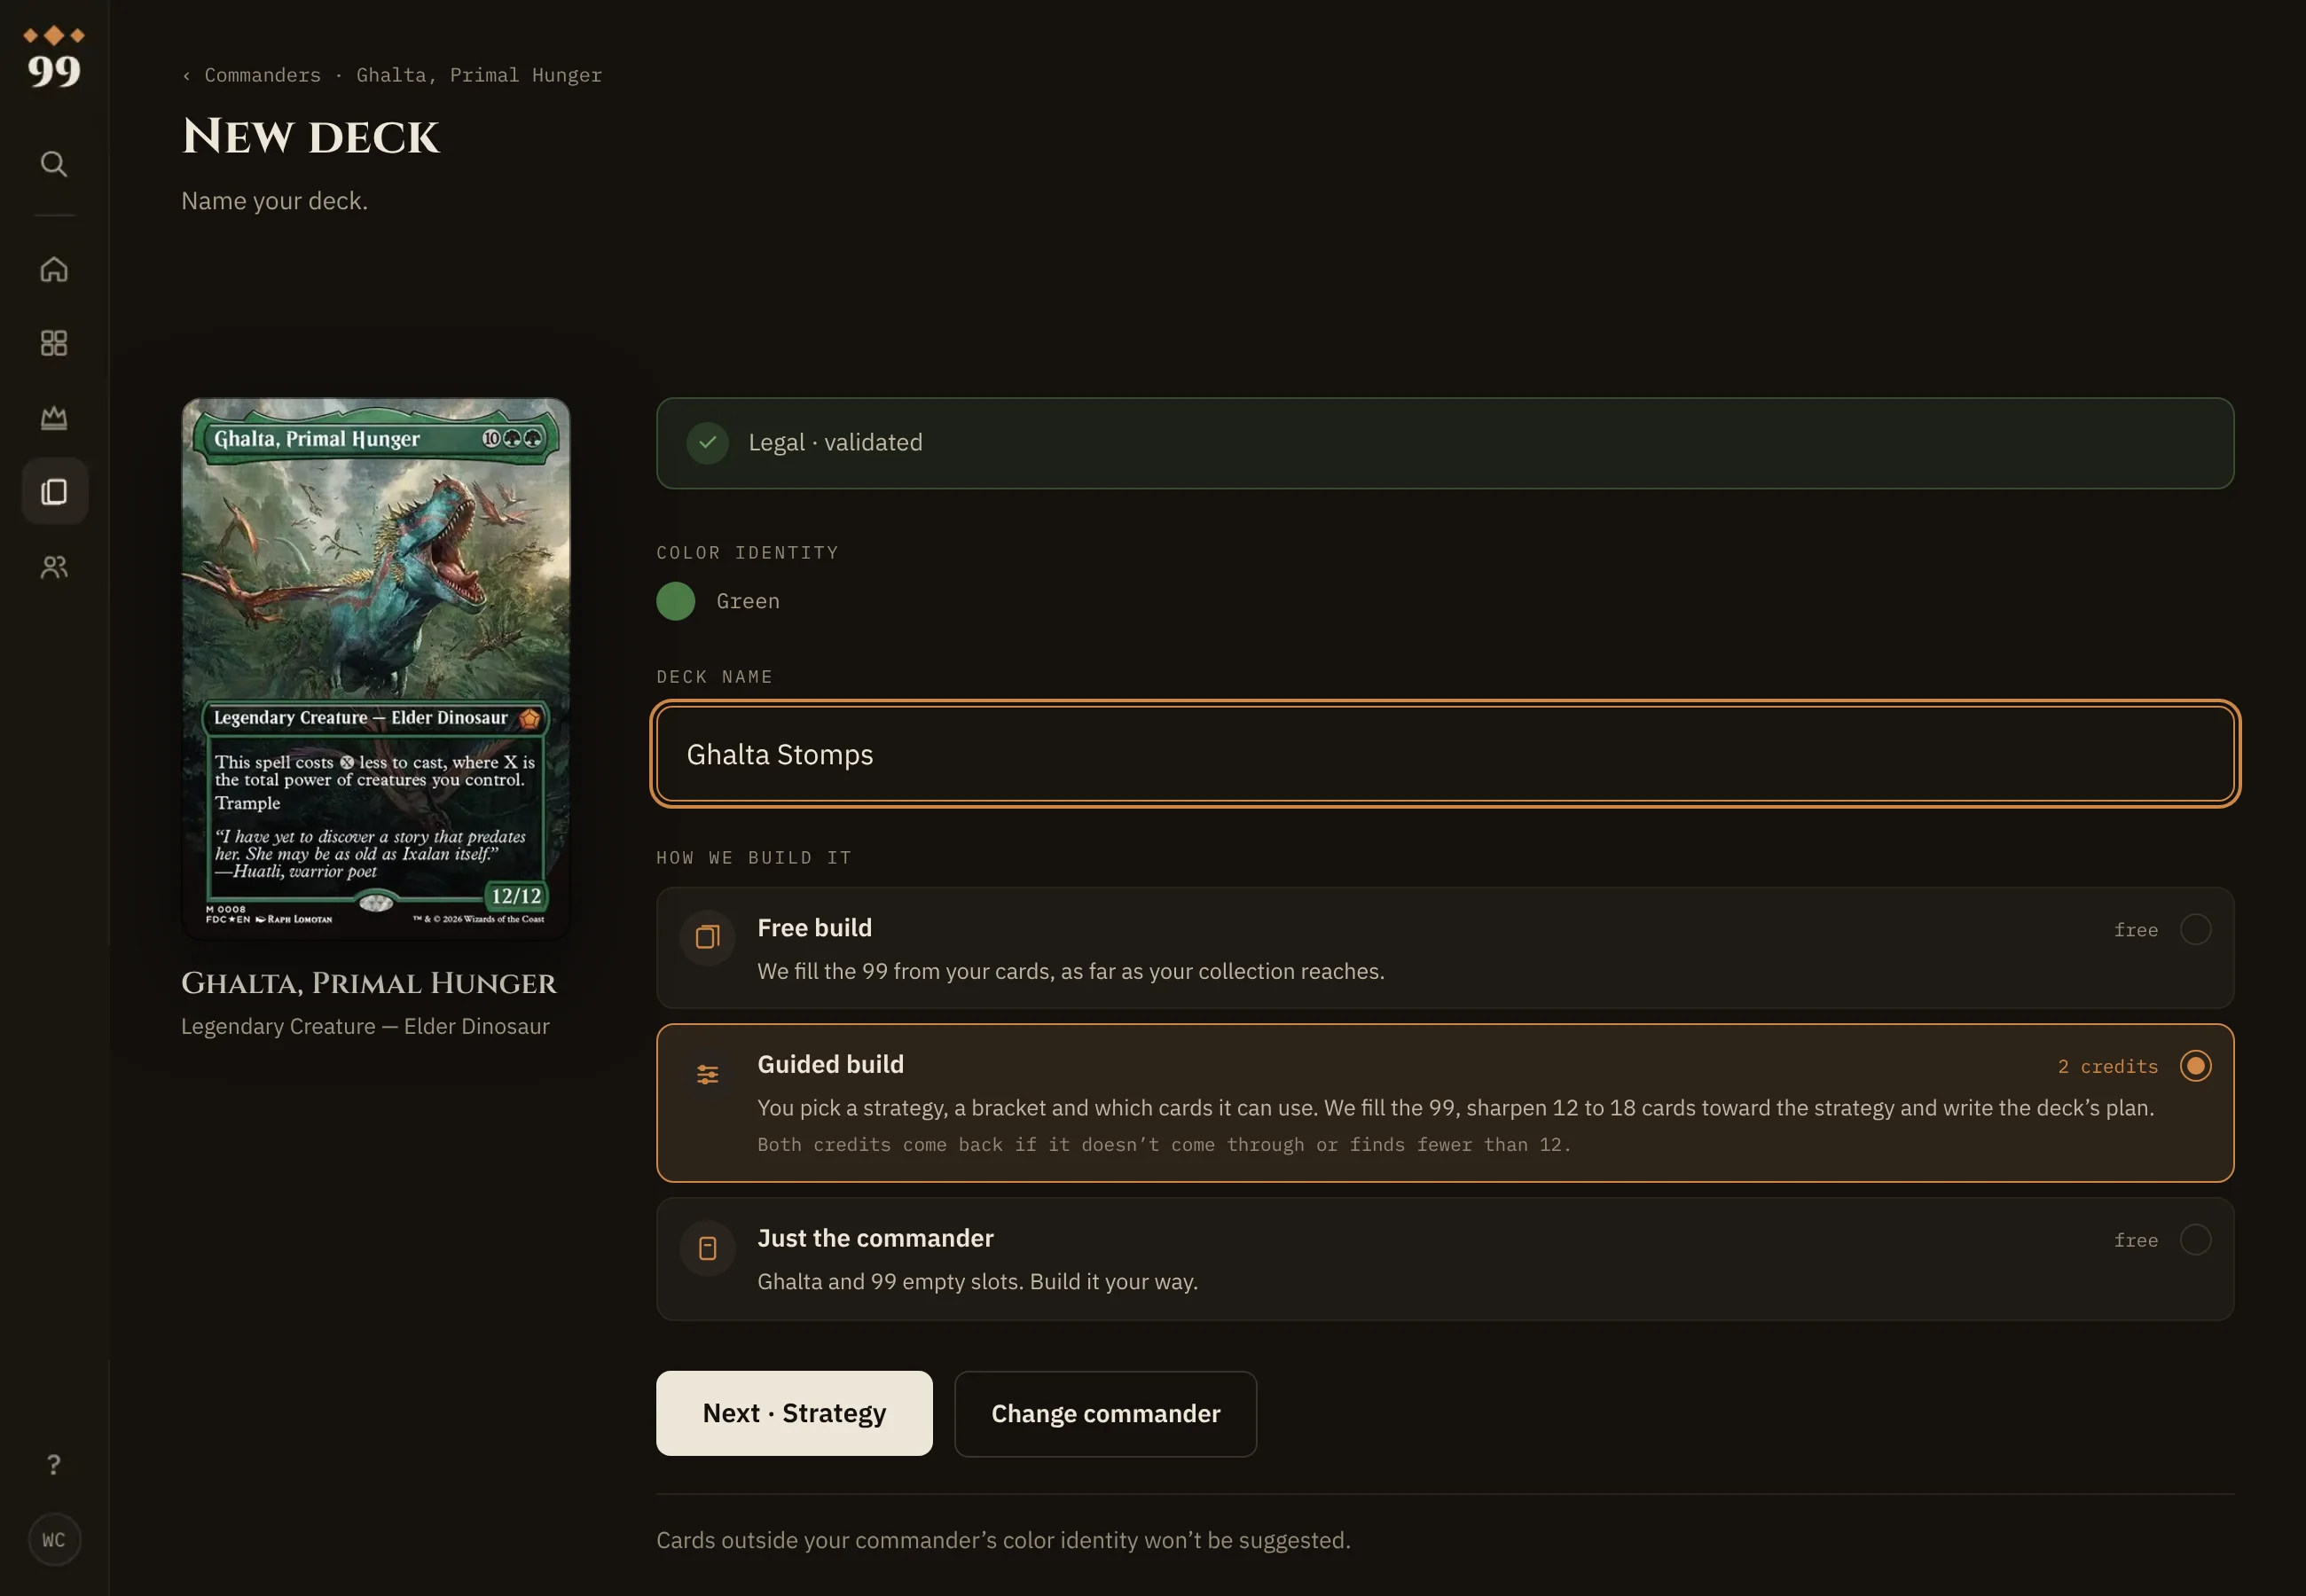 99
‹ Commanders · Ghalta, Primal Hunger
New deck
Name your deck.
Ghalta, Primal Hunger 10
Legendary Creature — Elder Dinosaur
This spell costs X less to cast, where X is
the total power of creatures you control.
Trample
“I have yet to discover a story that predates
her. She may be as old as Ixalan itself.”
—Huatli, warrior poet
12/12
M 0008
FDC★EN Raph Lomotan
™ & © 2026 Wizards of the Coast
Ghalta, Primal Hunger
Legendary Creature — Elder Dinosaur
Legal · validated
COLOR IDENTITY
Green
DECK NAME
Ghalta Stomps
HOW WE BUILD IT
Free build
free
We fill the 99 from your cards, as far as your collection reaches.
Guided build
2 credits
You pick a strategy, a bracket and which cards it can use. We fill the 99, sharpen 12 to 18 cards toward the strategy and write the deck’s plan.
Both credits come back if it doesn’t come through or finds fewer than 12.
Just the commander
free
Ghalta and 99 empty slots. Build it your way.
Next · Strategy
Change commander
Cards outside your commander’s color identity won’t be suggested.
?
WC